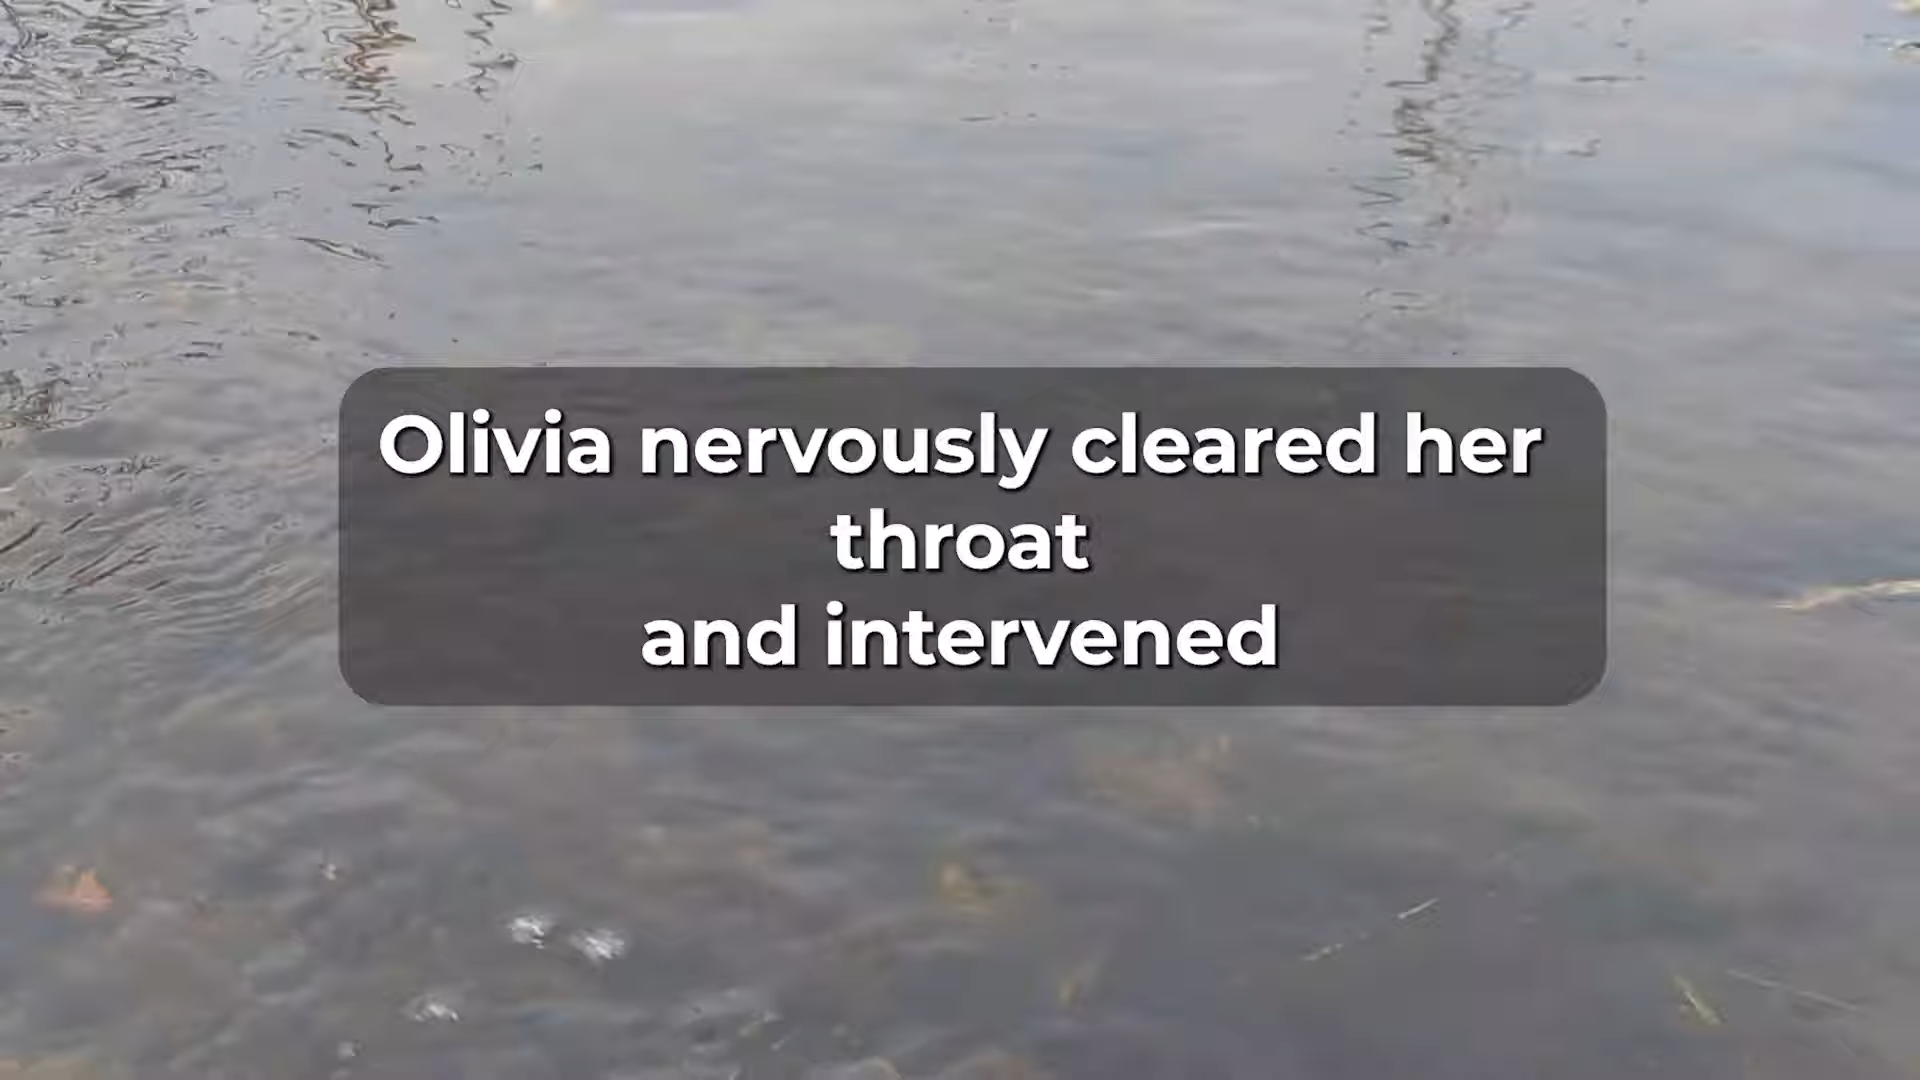 Olivia nervously cleared her
throat
and intervened